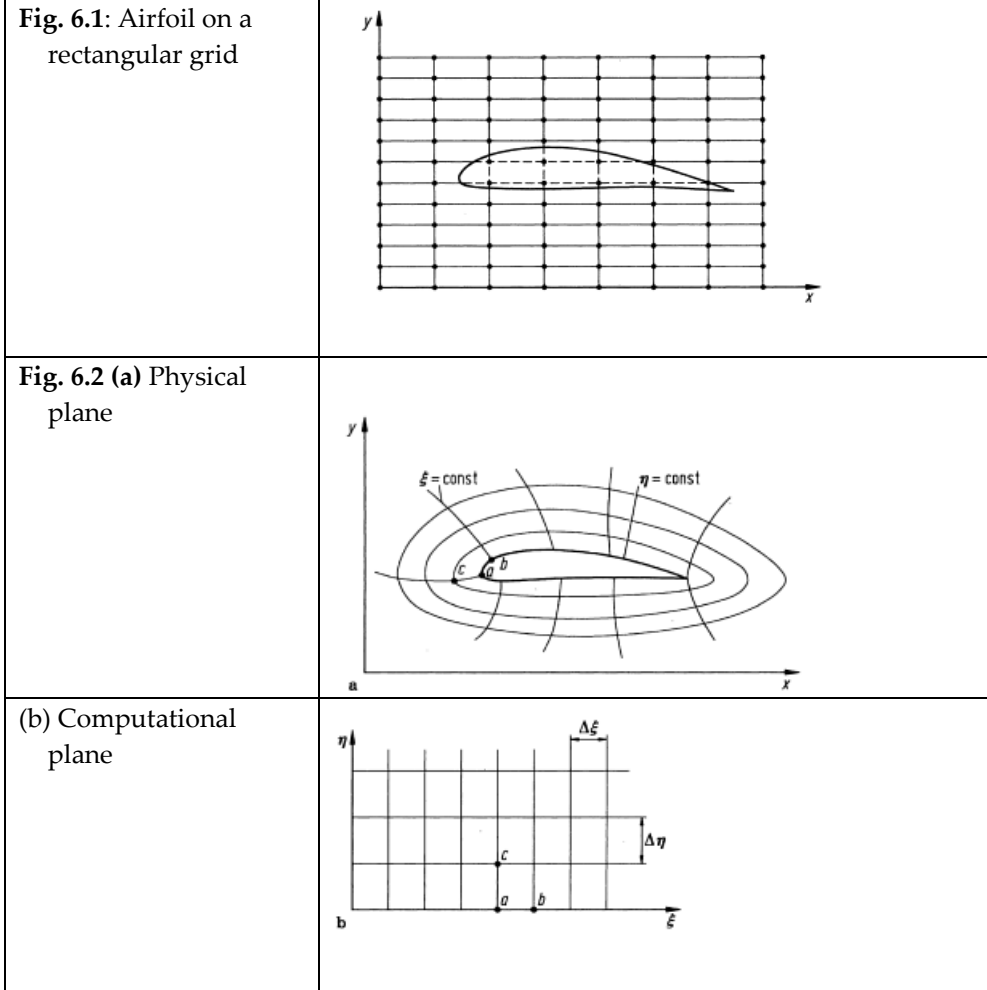 Fig. 6.1: Airfoil on a
rectangular grid
y
x
Fig. 6.2 (a) Physical
plane
y
ξ = const
η = const
c
a
b
a
x
(b) Computational
plane
η
Δξ
Δη
c
a
b
b
ξ